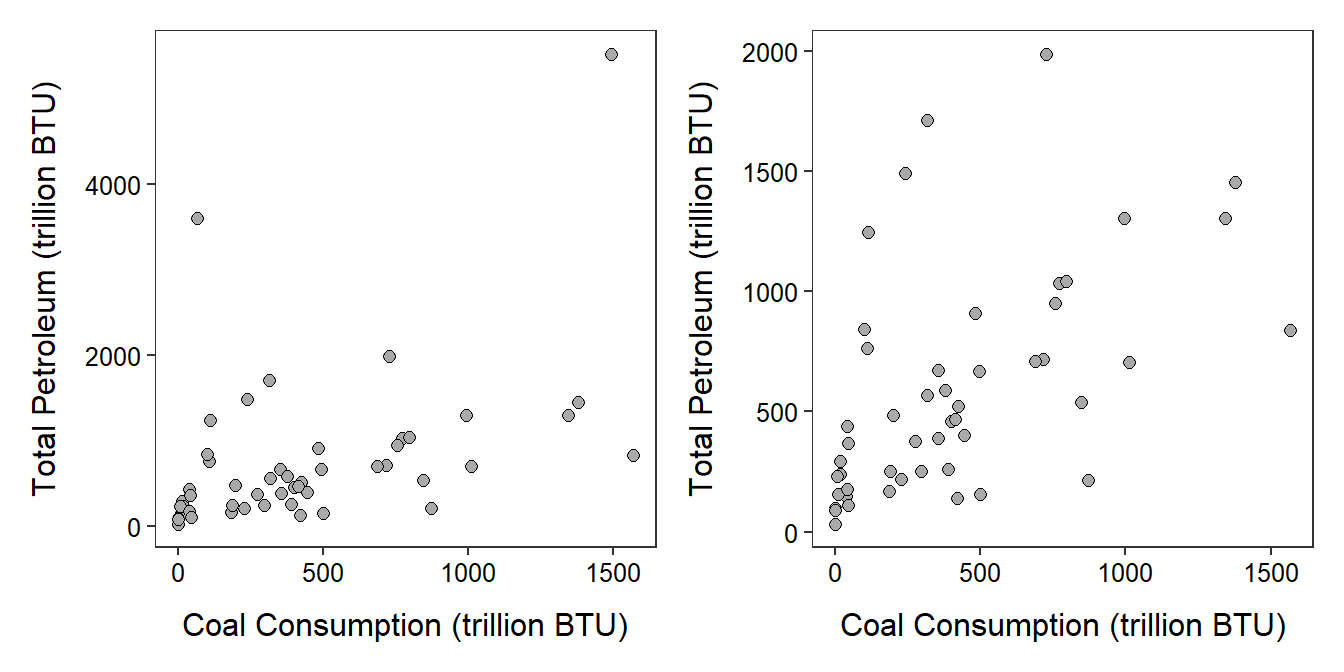 Total Petroleum (trillion BTU)
4000
2000
0
0 500 1000 1500
Coal Consumption (trillion BTU)
Total Petroleum (trillion BTU)
2000
1500
1000
500
0
0 500 1000 1500
Coal Consumption (trillion BTU)